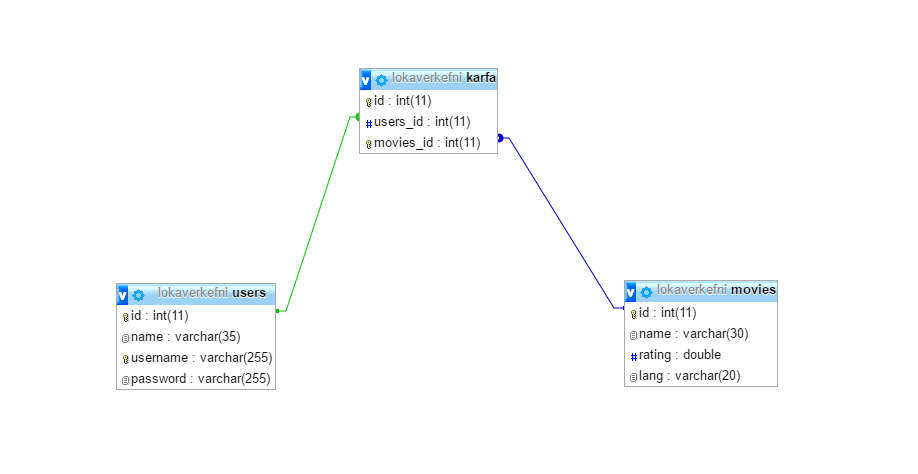 v lokaverkefni karfa
id : int(11)
# users_id : int(11)
movies_id : int(11)
v lokaverkefni users
id : int(11)
name : varchar(35)
username : varchar(255)
password : varchar(255)
v lokaverkefni movies
id : int(11)
name : varchar(30)
# rating : double
lang : varchar(20)